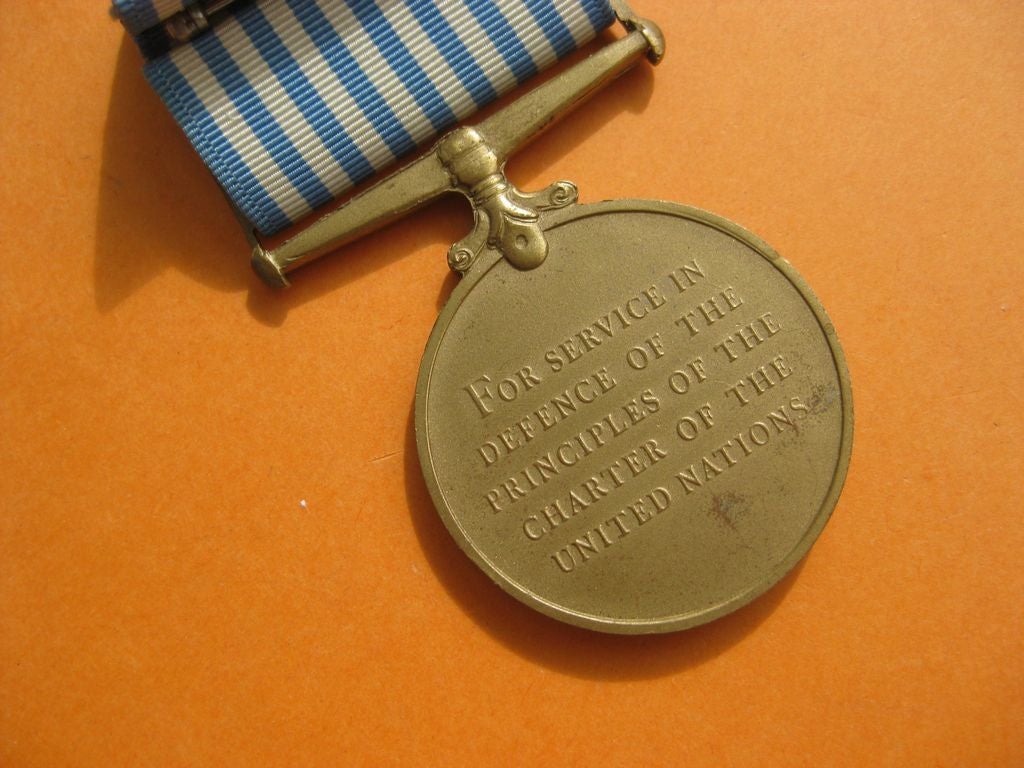 FOR SERVICE IN
DEFENCE OF THE
PRINCIPLES OF THE
CHARTER OF THE
UNITED NATIONS